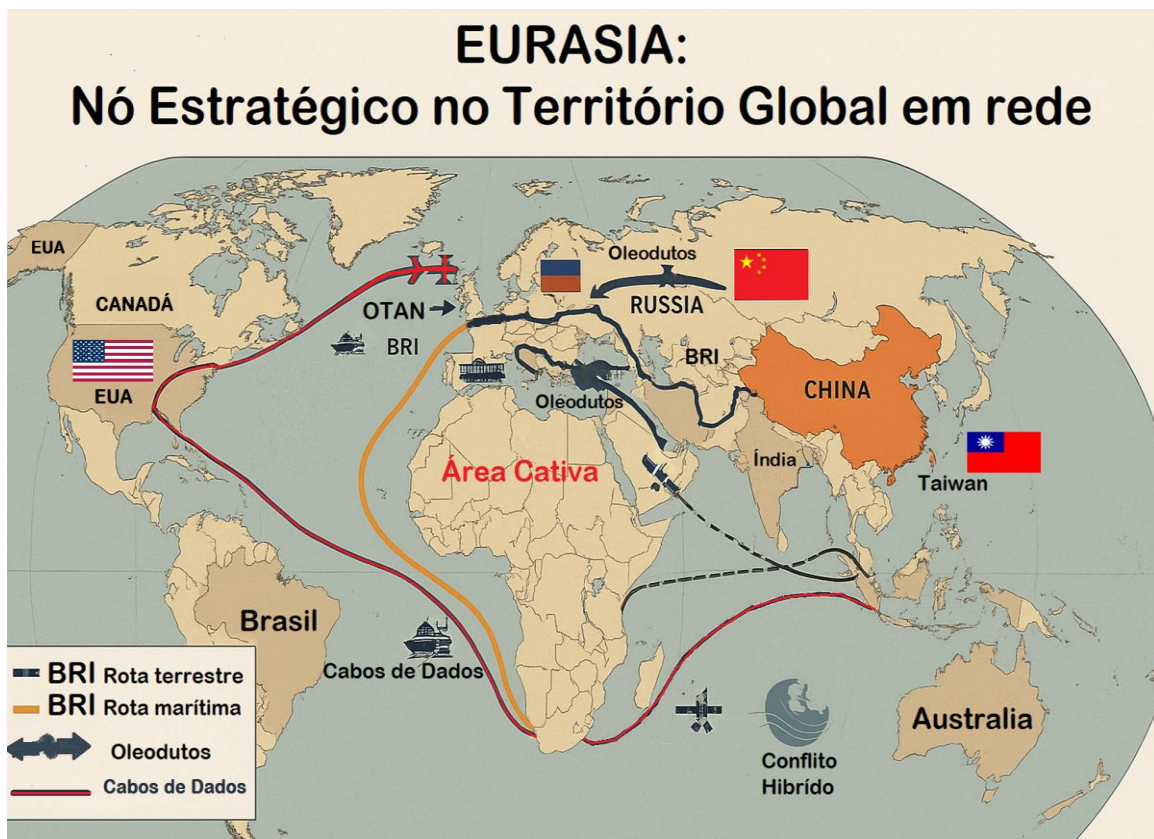 EURASIA:
Nó Estratégico no Território Global em rede
EUA
CANADÁ
EUA
OTAN
BRI
Oleodutos
RUSSIA
BRI
CHINA
Oleodutos
Área Cativa
Índia
Taiwan
Brasil
Cabos de Dados
Australia
Conflito
Hibrído
BRI Rota terrestre
BRI Rota marítima
Oleodutos
Cabos de Dados